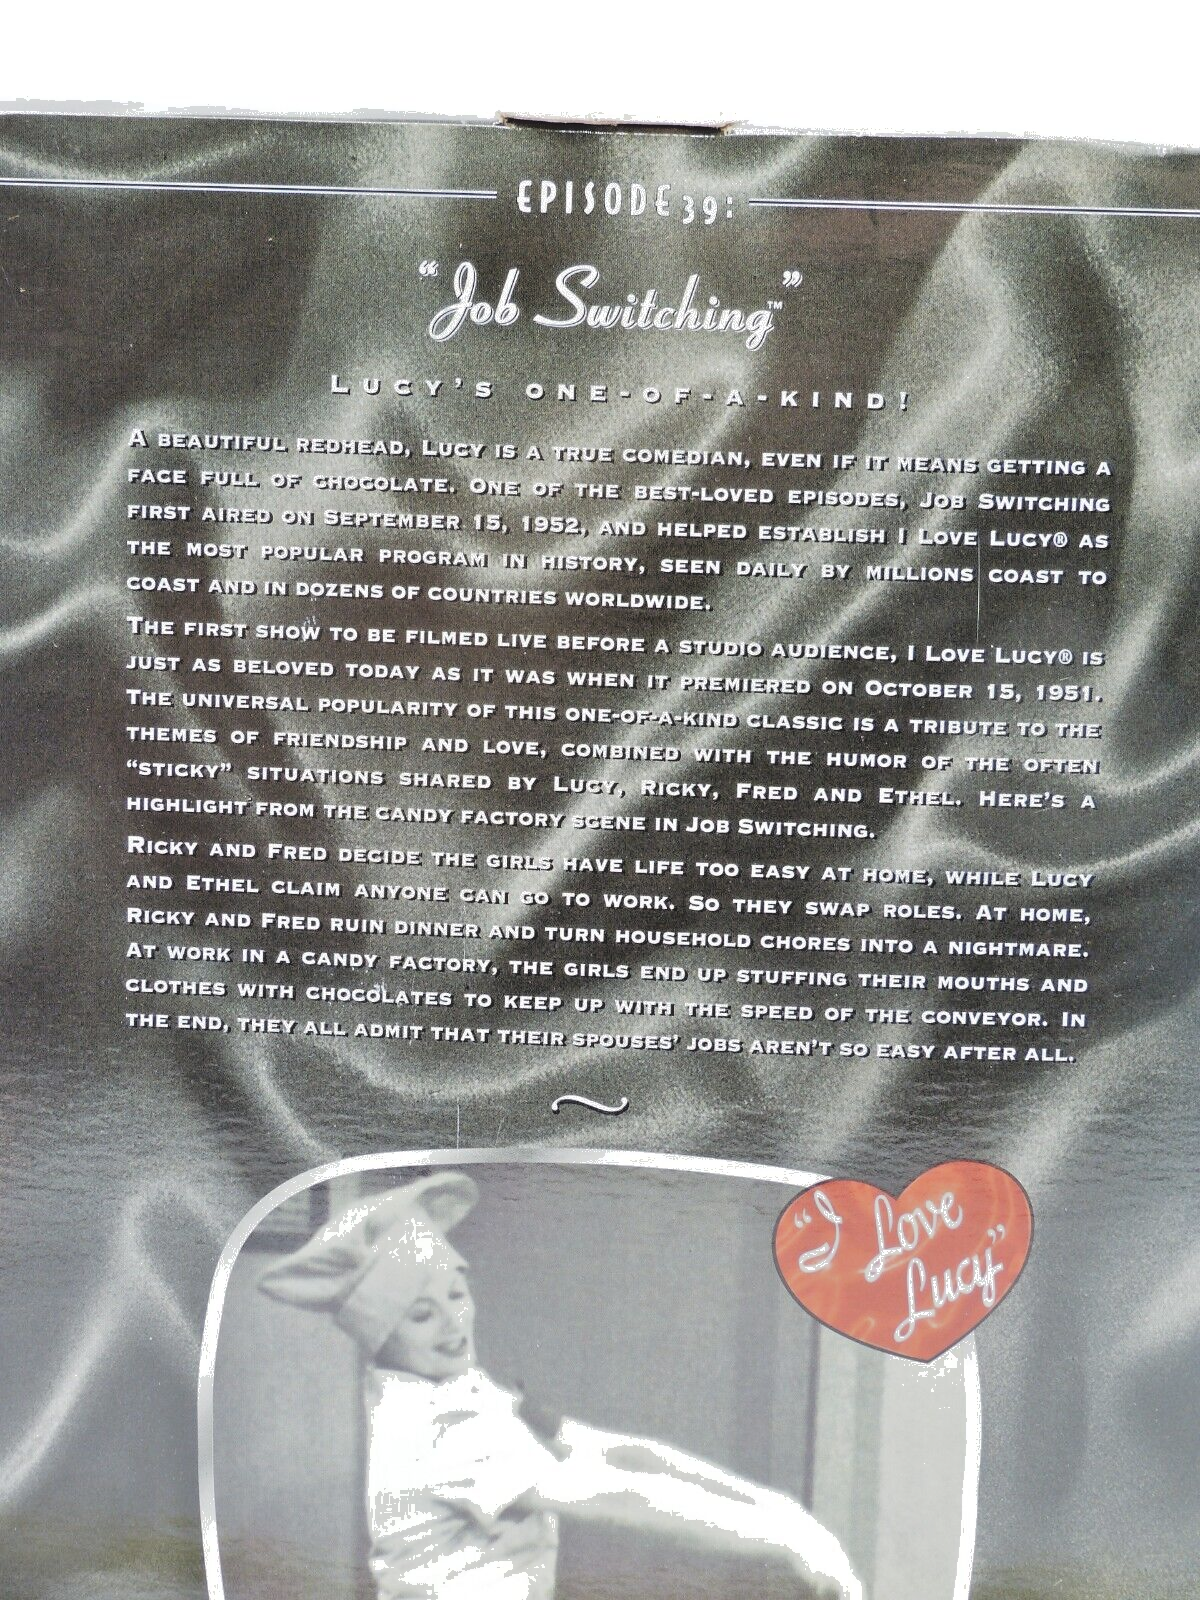 EPISODE 39:
“Job Switching™”
LUCY’S ONE-OF-A-KIND!
A BEAUTIFUL REDHEAD, LUCY IS A TRUE COMEDIAN, EVEN IF IT MEANS GETTING A
FACE FULL OF CHOCOLATE. ONE OF THE BEST-LOVED EPISODES, JOB SWITCHING
FIRST AIRED ON SEPTEMBER 15, 1952, AND HELPED ESTABLISH I LOVE LUCY® AS
THE MOST POPULAR PROGRAM IN HISTORY, SEEN DAILY BY MILLIONS COAST TO
COAST AND IN DOZENS OF COUNTRIES WORLDWIDE.
THE FIRST SHOW TO BE FILMED LIVE BEFORE A STUDIO AUDIENCE, I LOVE LUCY® IS
JUST AS BELOVED TODAY AS IT WAS WHEN IT PREMIERED ON OCTOBER 15, 1951.
THE UNIVERSAL POPULARITY OF THIS ONE-OF-A-KIND CLASSIC IS A TRIBUTE TO THE
THEMES OF FRIENDSHIP AND LOVE, COMBINED WITH THE HUMOR OF THE OFTEN
“STICKY” SITUATIONS SHARED BY LUCY, RICKY, FRED AND ETHEL. HERE’S A
HIGHLIGHT FROM THE CANDY FACTORY SCENE IN JOB SWITCHING.
RICKY AND FRED DECIDE THE GIRLS HAVE LIFE TOO EASY AT HOME, WHILE LUCY
AND ETHEL CLAIM ANYONE CAN GO TO WORK. SO THEY SWAP ROLES. AT HOME,
RICKY AND FRED RUIN DINNER AND TURN HOUSEHOLD CHORES INTO A NIGHTMARE.
AT WORK IN A CANDY FACTORY, THE GIRLS END UP STUFFING THEIR MOUTHS AND
CLOTHES WITH CHOCOLATES TO KEEP UP WITH THE SPEED OF THE CONVEYOR. IN
THE END, THEY ALL ADMIT THAT THEIR SPOUSES’ JOBS AREN’T SO EASY AFTER ALL.
“I Love
Lucy”